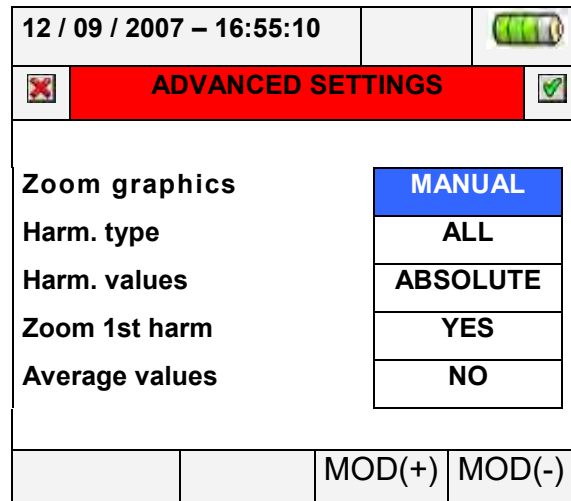 12 / 09 / 2007 – 16:55:10
ADVANCED SETTINGS
Zoom graphics MANUAL
Harm. type ALL
Harm. values ABSOLUTE
Zoom 1st harm YES
Average values NO
MOD(+) MOD(-)